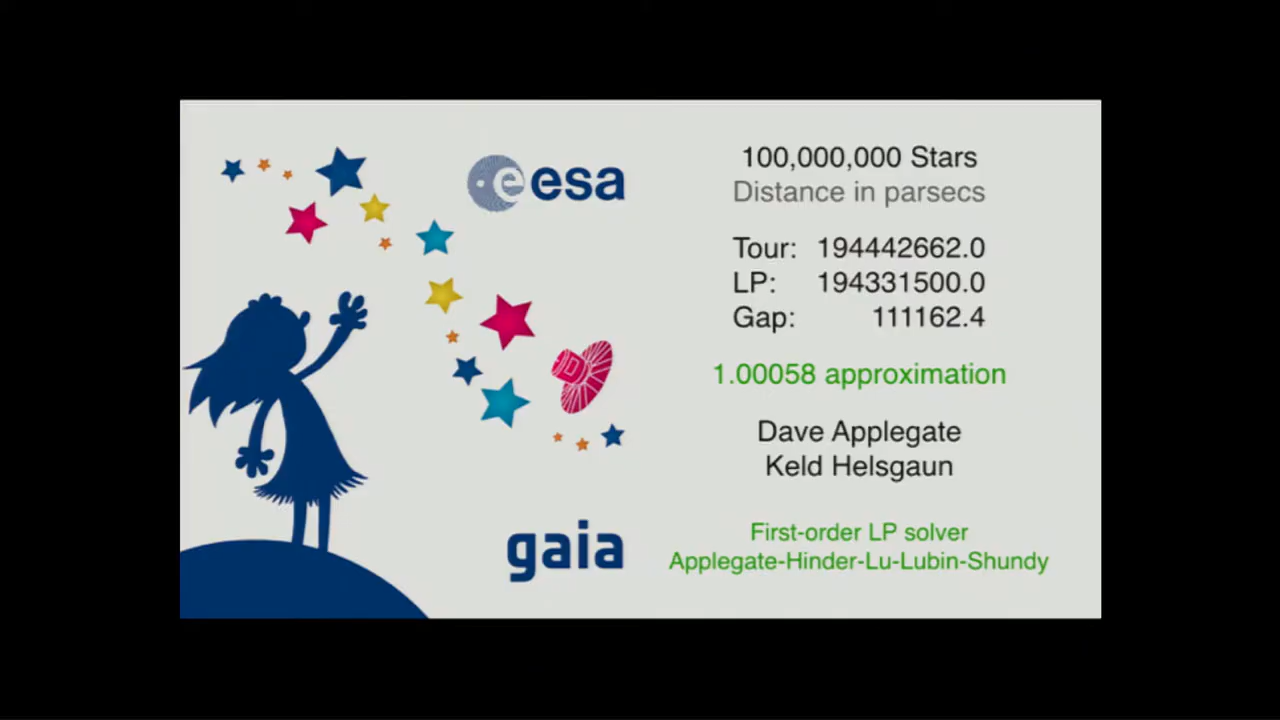 esa
100,000,000 Stars
Distance in parsecs
Tour: 194442662.0
LP: 194331500.0
Gap: 111162.4
1.00058 approximation
Dave Applegate
Keld Helsgaun
gaia
First-order LP solver
Applegate-Hinder-Lu-Lubin-Shundy